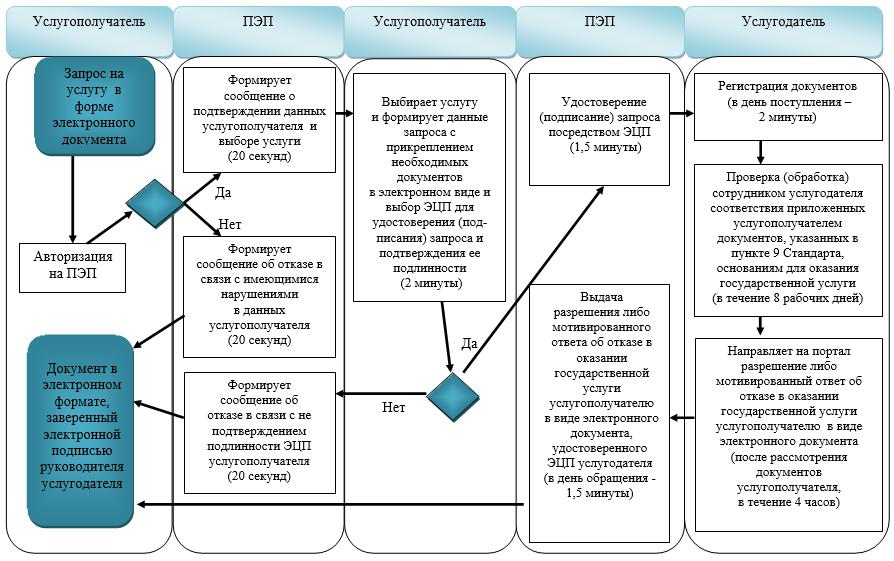 Услугополучатель
ПЭП
Услугополучатель
ПЭП
Услугодатель
Запрос на
услугу в
форме
электронного
документа
Авторизация
на ПЭП
Документ в
электронном
формате,
заверенный
электронной
подписью
руководителя
услугодателя
Формирует
сообщение о
подтверждении данных
услугополучателя и
выборе услуги
(20 секунд)
Да
Нет
Формирует
сообщение об отказе в
связи с имеющимися
нарушениями
в данных
услугополучателя
(20 секунд)
Формирует
сообщение об
отказе в связи с не
подтверждением
подлинности ЭЦП
услугополучателя
(20 секунд)
Выбирает услугу
и формирует данные
запроса с
прикреплением
необходимых
документов
в электронном виде и
выбор ЭЦП для
удостоверения (под-
писания) запроса и
подтверждения ее
подлинности
(2 минуты)
Да
Нет
Удостоверение
(подписание) запроса
посредством ЭЦП
(1,5 минуты)
Выдача
разрешения либо
мотивированного
ответа об отказе в
оказании
государственной
услуги
услугополучателю
в виде электронного
документа,
удостоверенного
ЭЦП услугодателя
(в день обращения -
1,5 минуты)
Регистрация документов
(в день поступления –
2 минуты)
Проверка (обработка)
сотрудником услугодателя
соответствия приложенных
услугополучателем
документов, указанных в
пункте 9 Стандарта,
основаниям для оказания
государственной услуги
(в течение 8 рабочих дней)
Направляет на портал
разрешение либо
мотивированный ответ об
отказе в оказании
государственной услуги
услугополучателю в виде
электронного документа
(после рассмотрения
документов
услугополучателя,
в течение 4 часов)